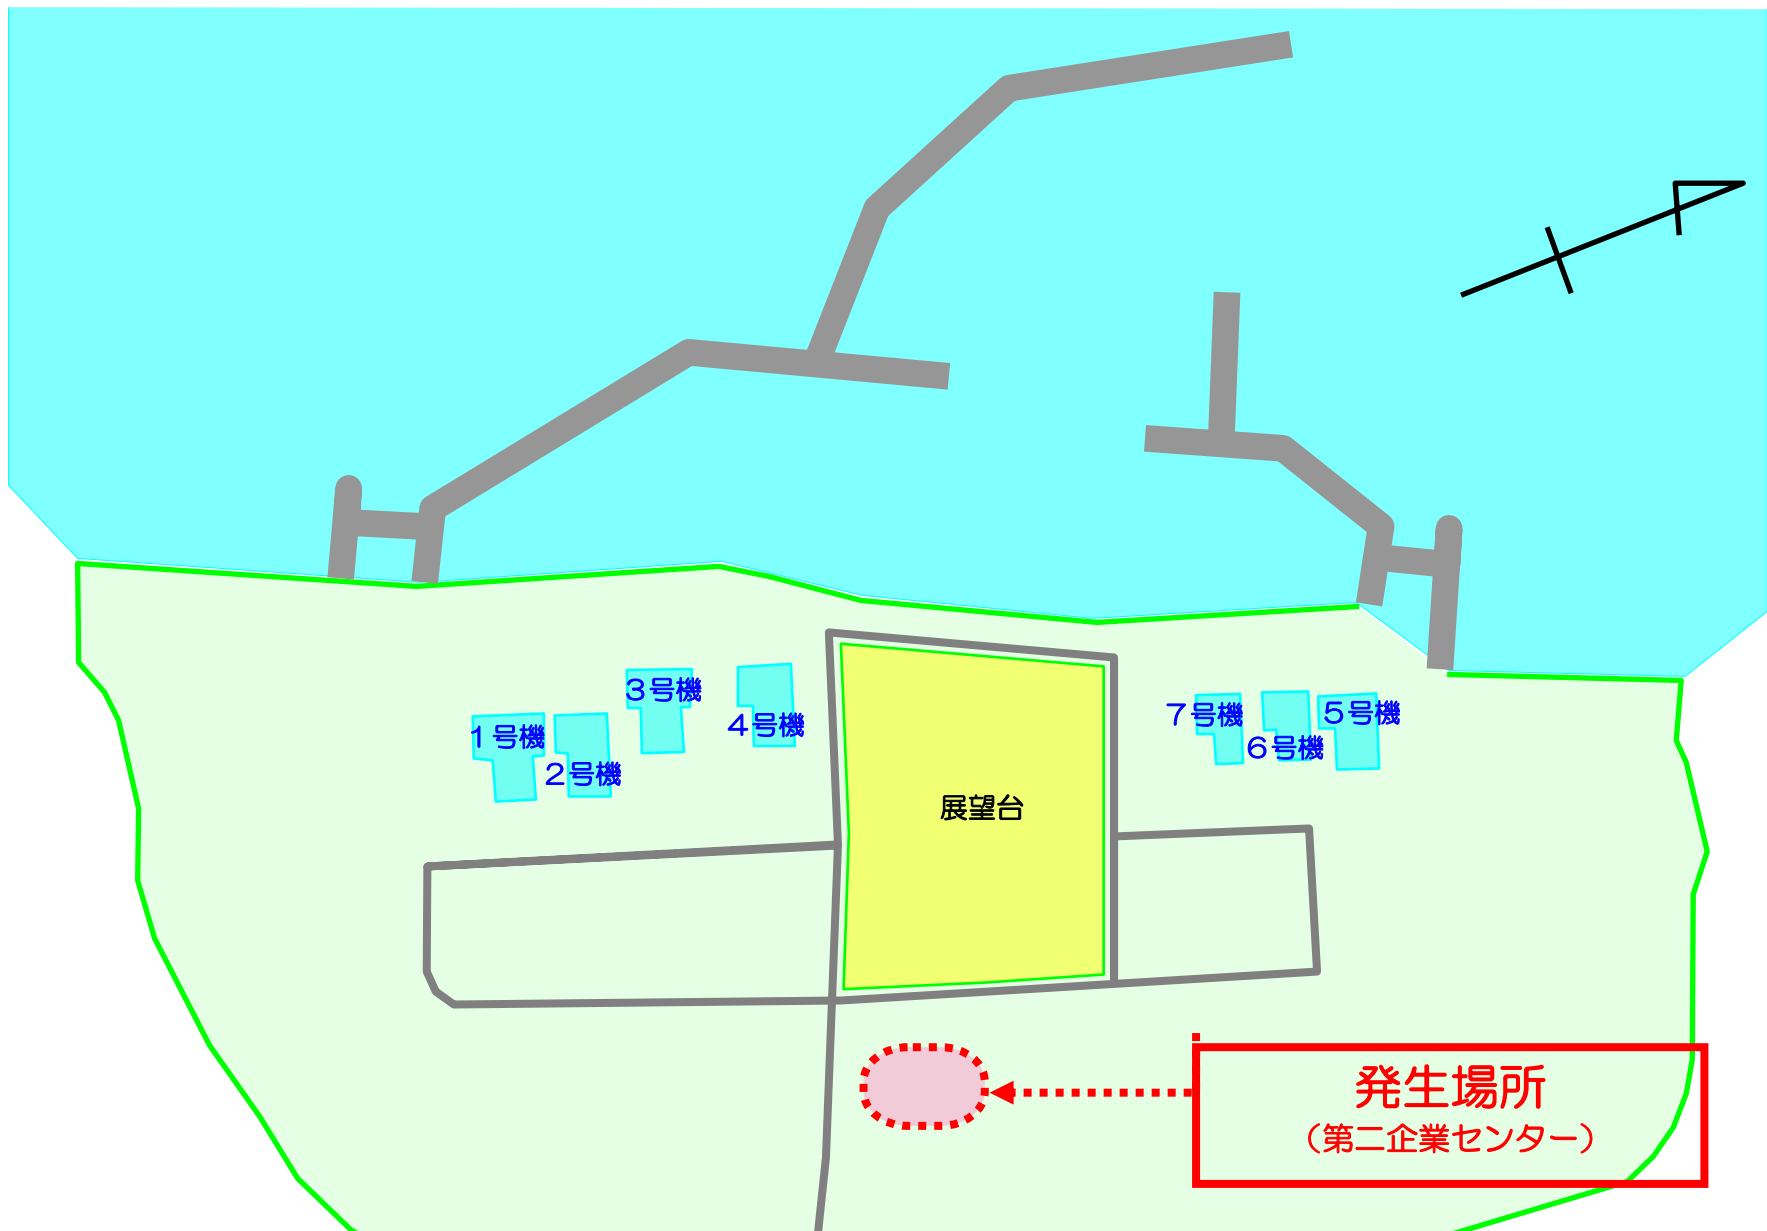 ３号機
４号機
１号機
２号機
７号機
５号機
６号機
展望台
発生場所
（第二企業センター）